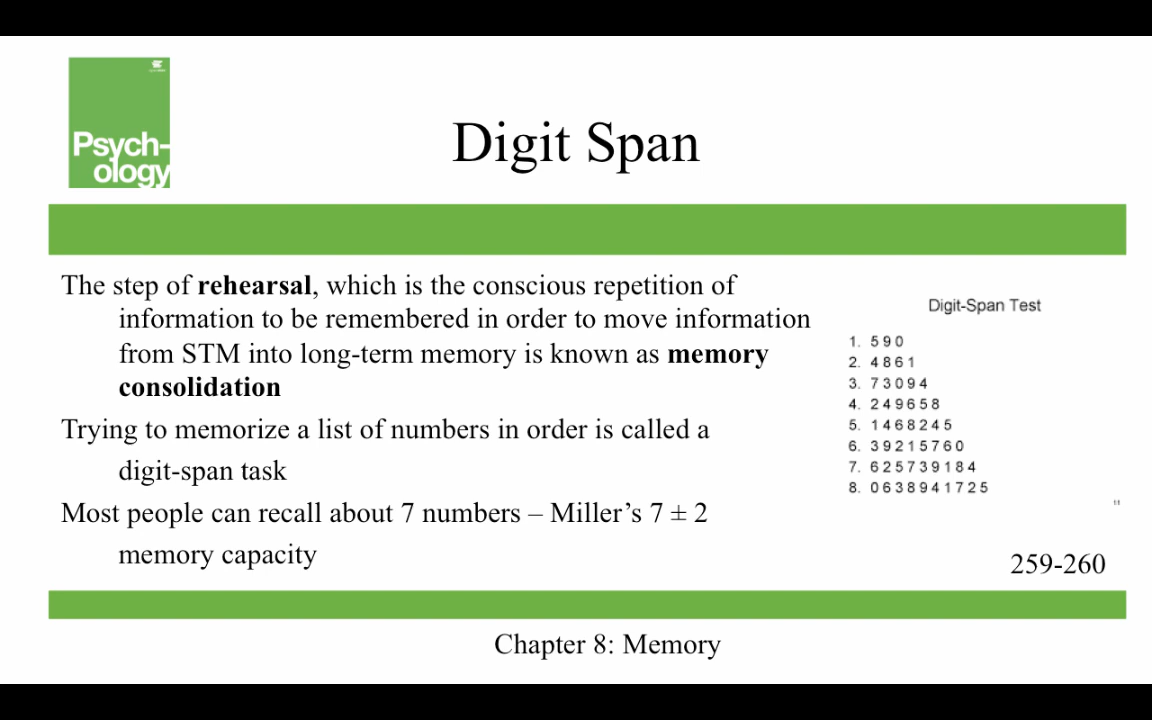 Psych-
ology
Digit Span
The step of rehearsal, which is the conscious repetition of
information to be remembered in order to move information
from STM into long-term memory is known as memory
consolidation
Trying to memorize a list of numbers in order is called a
digit-span task
Most people can recall about 7 numbers – Miller’s 7 ± 2
memory capacity
Digit-Span Test
1. 5 9 0
2. 4 8 6 1
3. 7 3 0 9 4
4. 2 4 9 6 5 8
5. 1 4 6 8 2 4 5
6. 3 9 2 1 5 7 6 0
7. 6 2 5 7 3 9 1 8 4
8. 0 6 3 8 9 4 1 7 2 5
"
259-260
Chapter 8: Memory